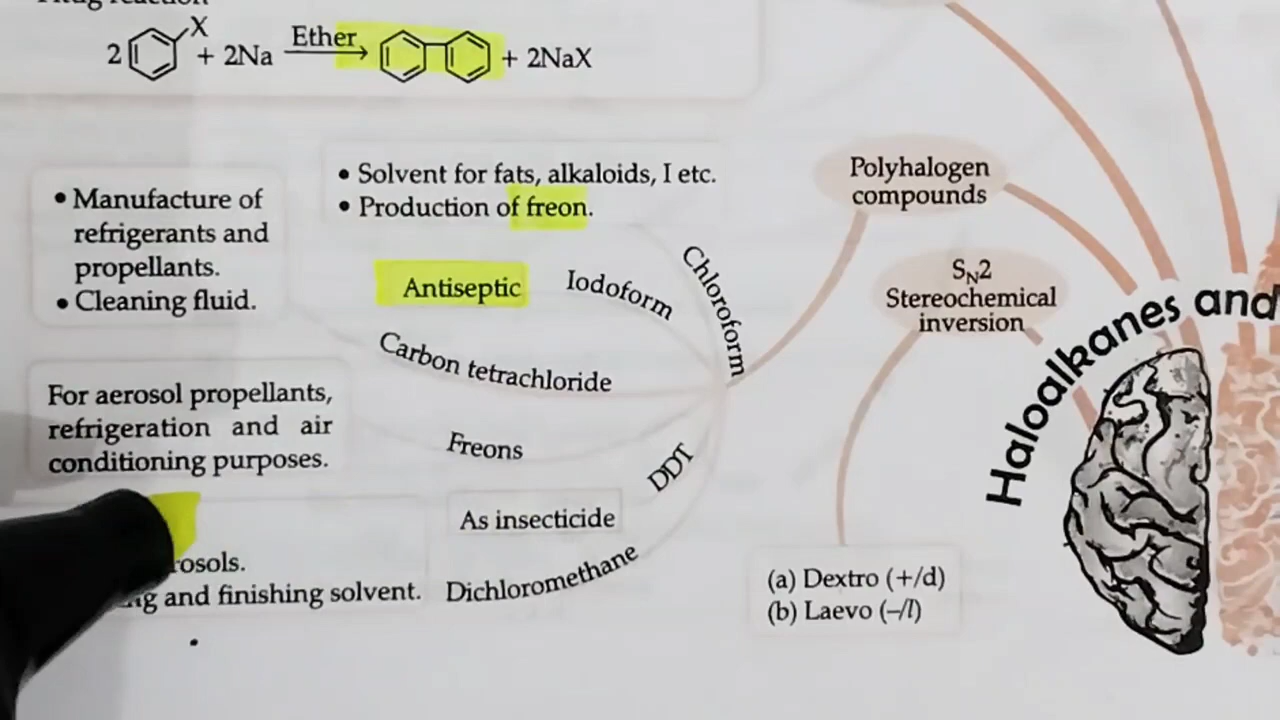 reaction
2 X + 2Na Ether + 2NaX
• Solvent for fats, alkaloids, I etc.
• Production of freon.
• Manufacture of
refrigerants and
propellants.
• Cleaning fluid.
Antiseptic
Iodoform
Chloroform
Carbon tetrachloride
For aerosol propellants,
refrigeration and air
conditioning purposes.
Freons
DDT
As insecticide
rosols.
and finishing solvent.
Dichloromethane
Polyhalogen
compounds
SN2
Stereochemical
inversion
(a) Dextro (+/d)
(b) Laevo (–/l)
Haloalkanes and